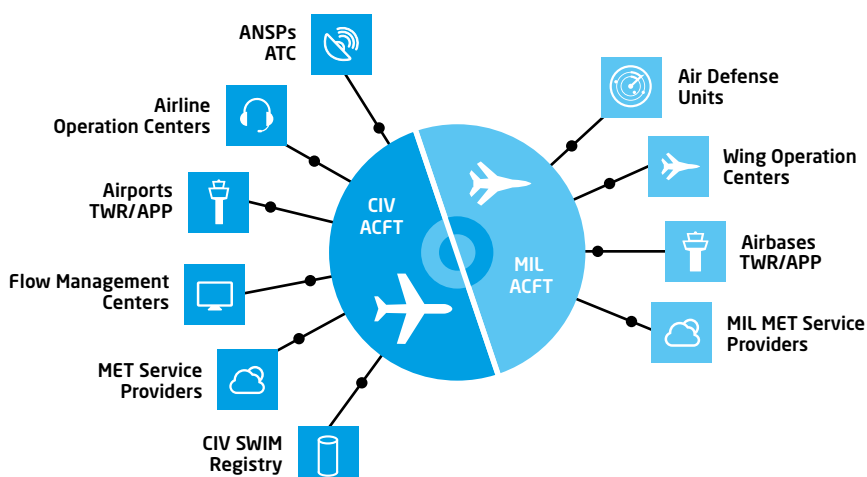 ANSPs
ATC
Airline
Operation Centers
Airports
TWR/APP
Flow Management
Centers
MET Service
Providers
CIV SWIM
Registry
CIV
ACFT
MIL
ACFT
Air Defense
Units
Wing Operation
Centers
Airbases
TWR/APP
MIL MET Service
Providers